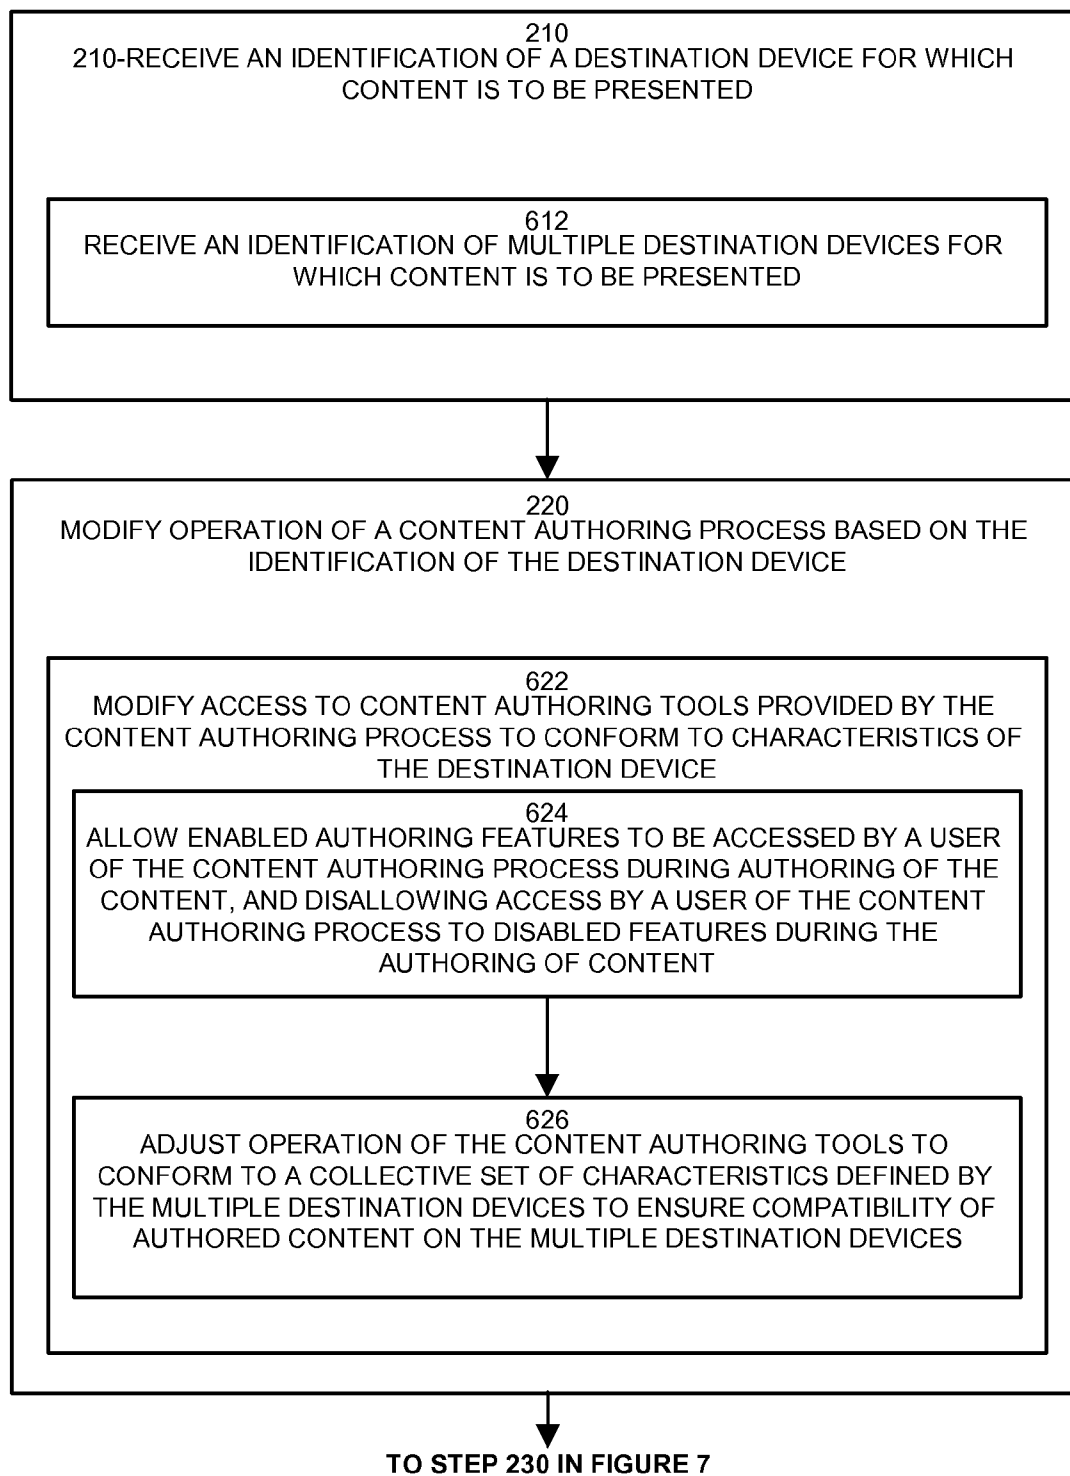 210
210-RECEIVE AN IDENTIFICATION OF A DESTINATION DEVICE FOR WHICH
CONTENT IS TO BE PRESENTED
612
RECEIVE AN IDENTIFICATION OF MULTIPLE DESTINATION DEVICES FOR
WHICH CONTENT IS TO BE PRESENTED
220
MODIFY OPERATION OF A CONTENT AUTHORING PROCESS BASED ON THE
IDENTIFICATION OF THE DESTINATION DEVICE
622
MODIFY ACCESS TO CONTENT AUTHORING TOOLS PROVIDED BY THE
CONTENT AUTHORING PROCESS TO CONFORM TO CHARACTERISTICS OF
THE DESTINATION DEVICE
624
ALLOW ENABLED AUTHORING FEATURES TO BE ACCESSED BY A USER
OF THE CONTENT AUTHORING PROCESS DURING AUTHORING OF THE
CONTENT, AND DISALLOWING ACCESS BY A USER OF THE CONTENT
AUTHORING PROCESS TO DISABLED FEATURES DURING THE
AUTHORING OF CONTENT
626
ADJUST OPERATION OF THE CONTENT AUTHORING TOOLS TO
CONFORM TO A COLLECTIVE SET OF CHARACTERISTICS DEFINED BY
THE MULTIPLE DESTINATION DEVICES TO ENSURE COMPATIBILITY OF
AUTHORED CONTENT ON THE MULTIPLE DESTINATION DEVICES
TO STEP 230 IN FIGURE 7